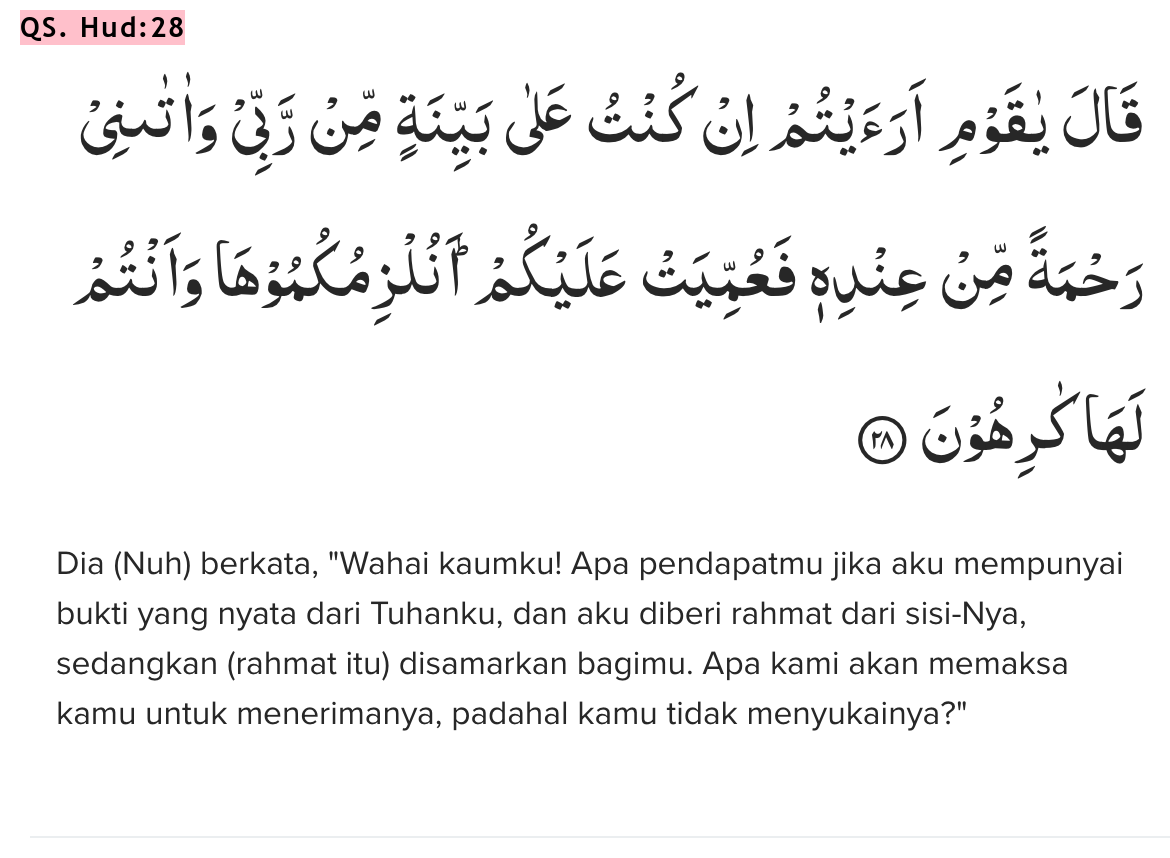 QS. Hud:28
قَالَ يٰقَوْمِ اَرَءَيْتُمْ اِنْ كُنْتُ عَلٰى بَيِّنَةٍ مِّنْ رَّبِّيْ وَاٰتٰىنِيْ
رَحْمَةً مِّنْ عِنْدِهٖ فَعُمِّيَتْ عَلَيْكُمْۗ اَنُلْزِمُكُمُوْهَا وَاَنْتُمْ
لَهَا كٰرِهُوْنَ ٢٨
Dia (Nuh) berkata, "Wahai kaumku! Apa pendapatmu jika aku mempunyai
bukti yang nyata dari Tuhanku, dan aku diberi rahmat dari sisi-Nya,
sedangkan (rahmat itu) disamarkan bagimu. Apa kami akan memaksa
kamu untuk menerimanya, padahal kamu tidak menyukainya?"